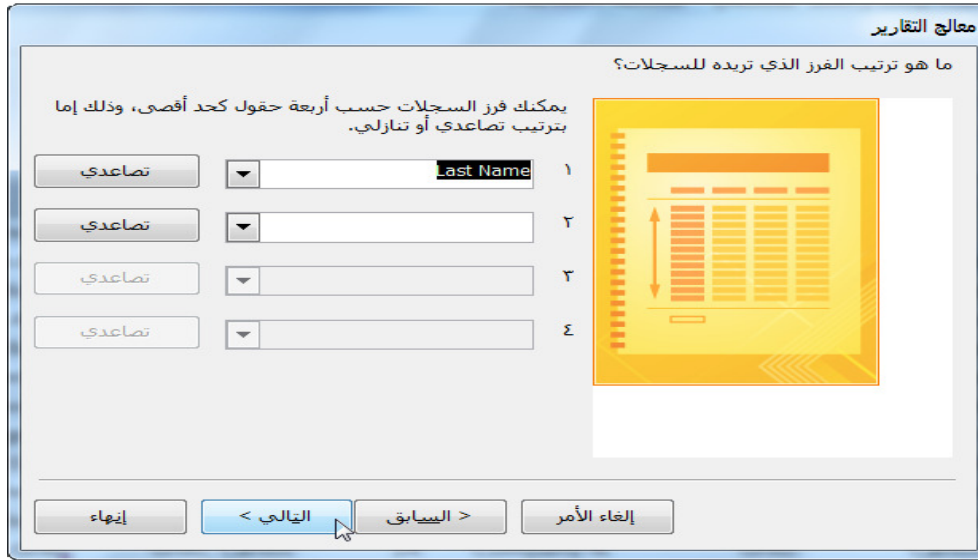 معالج التقارير
ما هو ترتيب الفرز الذي تريده للسجلات؟
يمكنك فرز السجلات حسب أربعة حقول كحد أقصى، وذلك إما
بترتيب تصاعدي أو تنازلي.
١ Last Name تصاعدي
٢ تصاعدي
٣ تصاعدي
٤ تصاعدي
إلغاء الأمر < السابق التالي > إنهاء